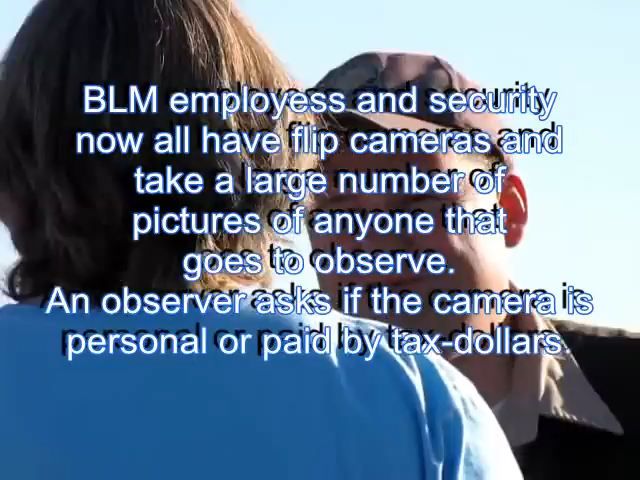 BLM employess and security
now all have flip cameras and
take a large number of
pictures of anyone that
goes to observe.
An observer asks if the camera is
personal or paid by tax-dollars.